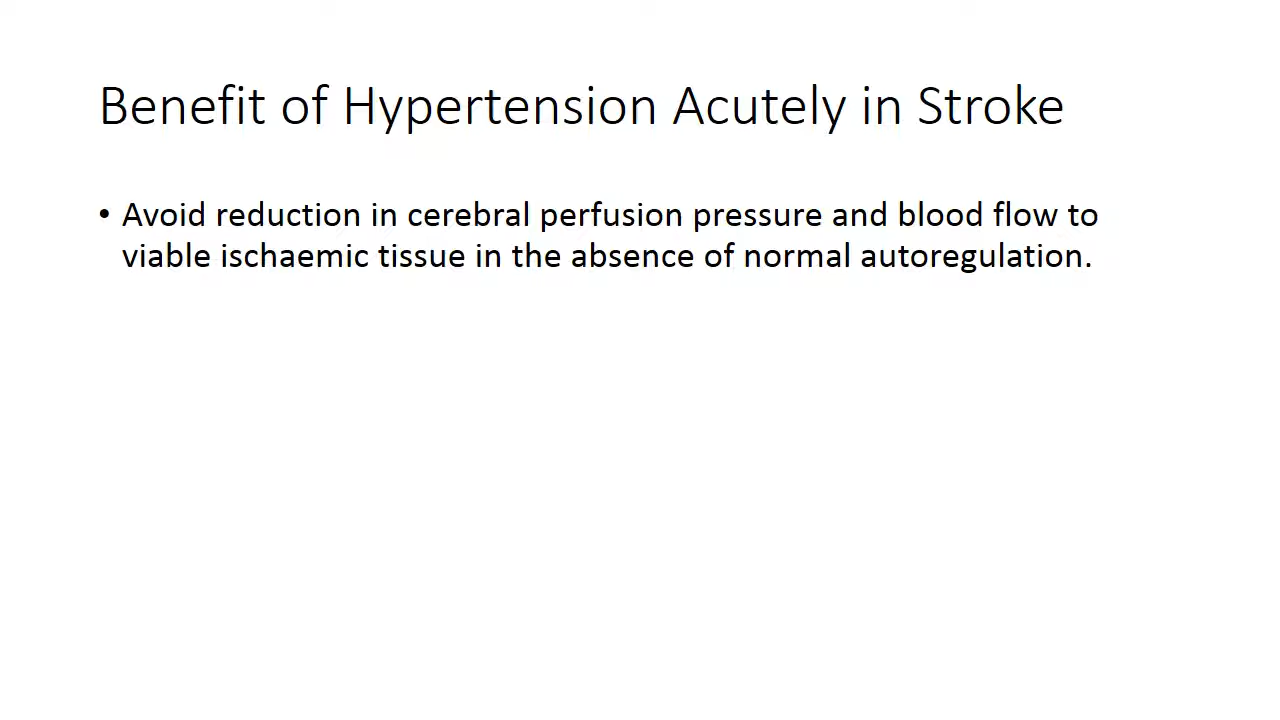 Benefit of Hypertension Acutely in Stroke
• Avoid reduction in cerebral perfusion pressure and blood flow to
viable ischaemic tissue in the absence of normal autoregulation.